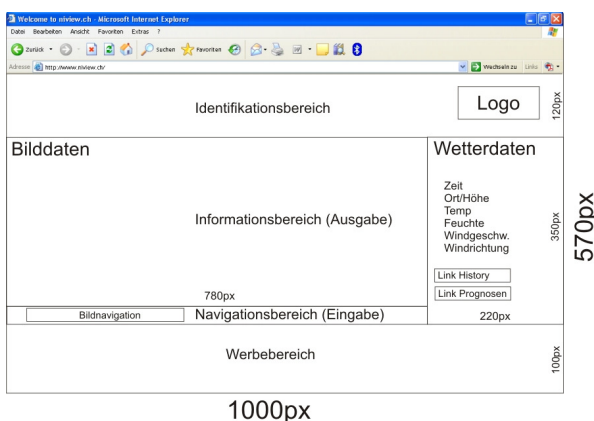 Welcome to niview.ch - Microsoft Internet Explorer
Datei Bearbeiten Ansicht Favoriten Extras ?
Zurück Suchen Favoriten
Adresse http://www.niview.ch/ Wechseln zu Links
Identifikationsbereich
Logo
120px
Bilddaten
Wetterdaten
Zeit
Ort/Höhe
Temp
Feuchte
Windgeschw.
Windrichtung
Informationsbereich (Ausgabe)
350px
570px
Link History
Link Prognosen
780px
Bildnavigation
Navigationsbereich (Eingabe)
220px
Werbebereich
100px
1000px